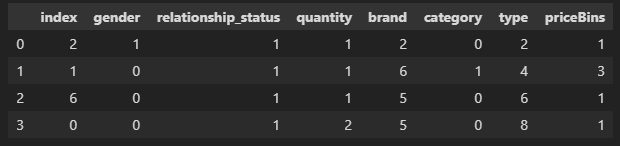 index gender relationship_status quantity brand category type priceBins
0 2 1 1 1 2 0 2 1
1 1 0 1 1 6 1 4 3
2 6 0 1 1 5 0 6 1
3 0 0 1 2 5 0 8 1